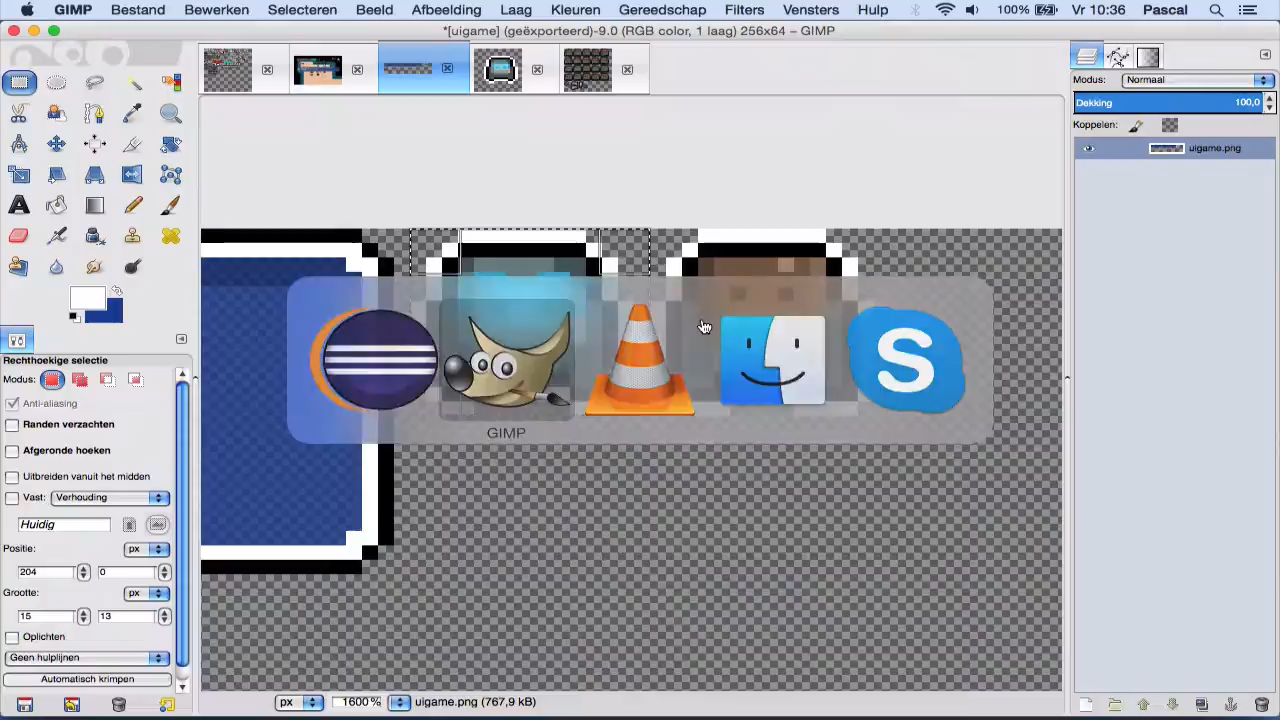 GIMP Bestand Bewerken Selecteren Beeld Afbeelding Laag Kleuren Gereedschap Filters Vensters Hulp 100% Vr 10:36 Pascal
*[uigame] (geëxporteerd)-9.0 (RGB color, 1 laag) 256x64 – GIMP
Modus: Normaal
Dekking 100,0
Koppelen:
uigame.png
GIMP
Rechthoekige selectie
Modus:
Anti-aliasing
Randen verzachten
Afgeronde hoeken
Uitbreiden vanuit het midden
Vast: Verhouding
Huidig
Positie: px
204 0
Grootte: px
15 13
Oplichten
Geen hulplijnen
Automatisch krimpen
px 1600% uigame.png (767,9 kB)